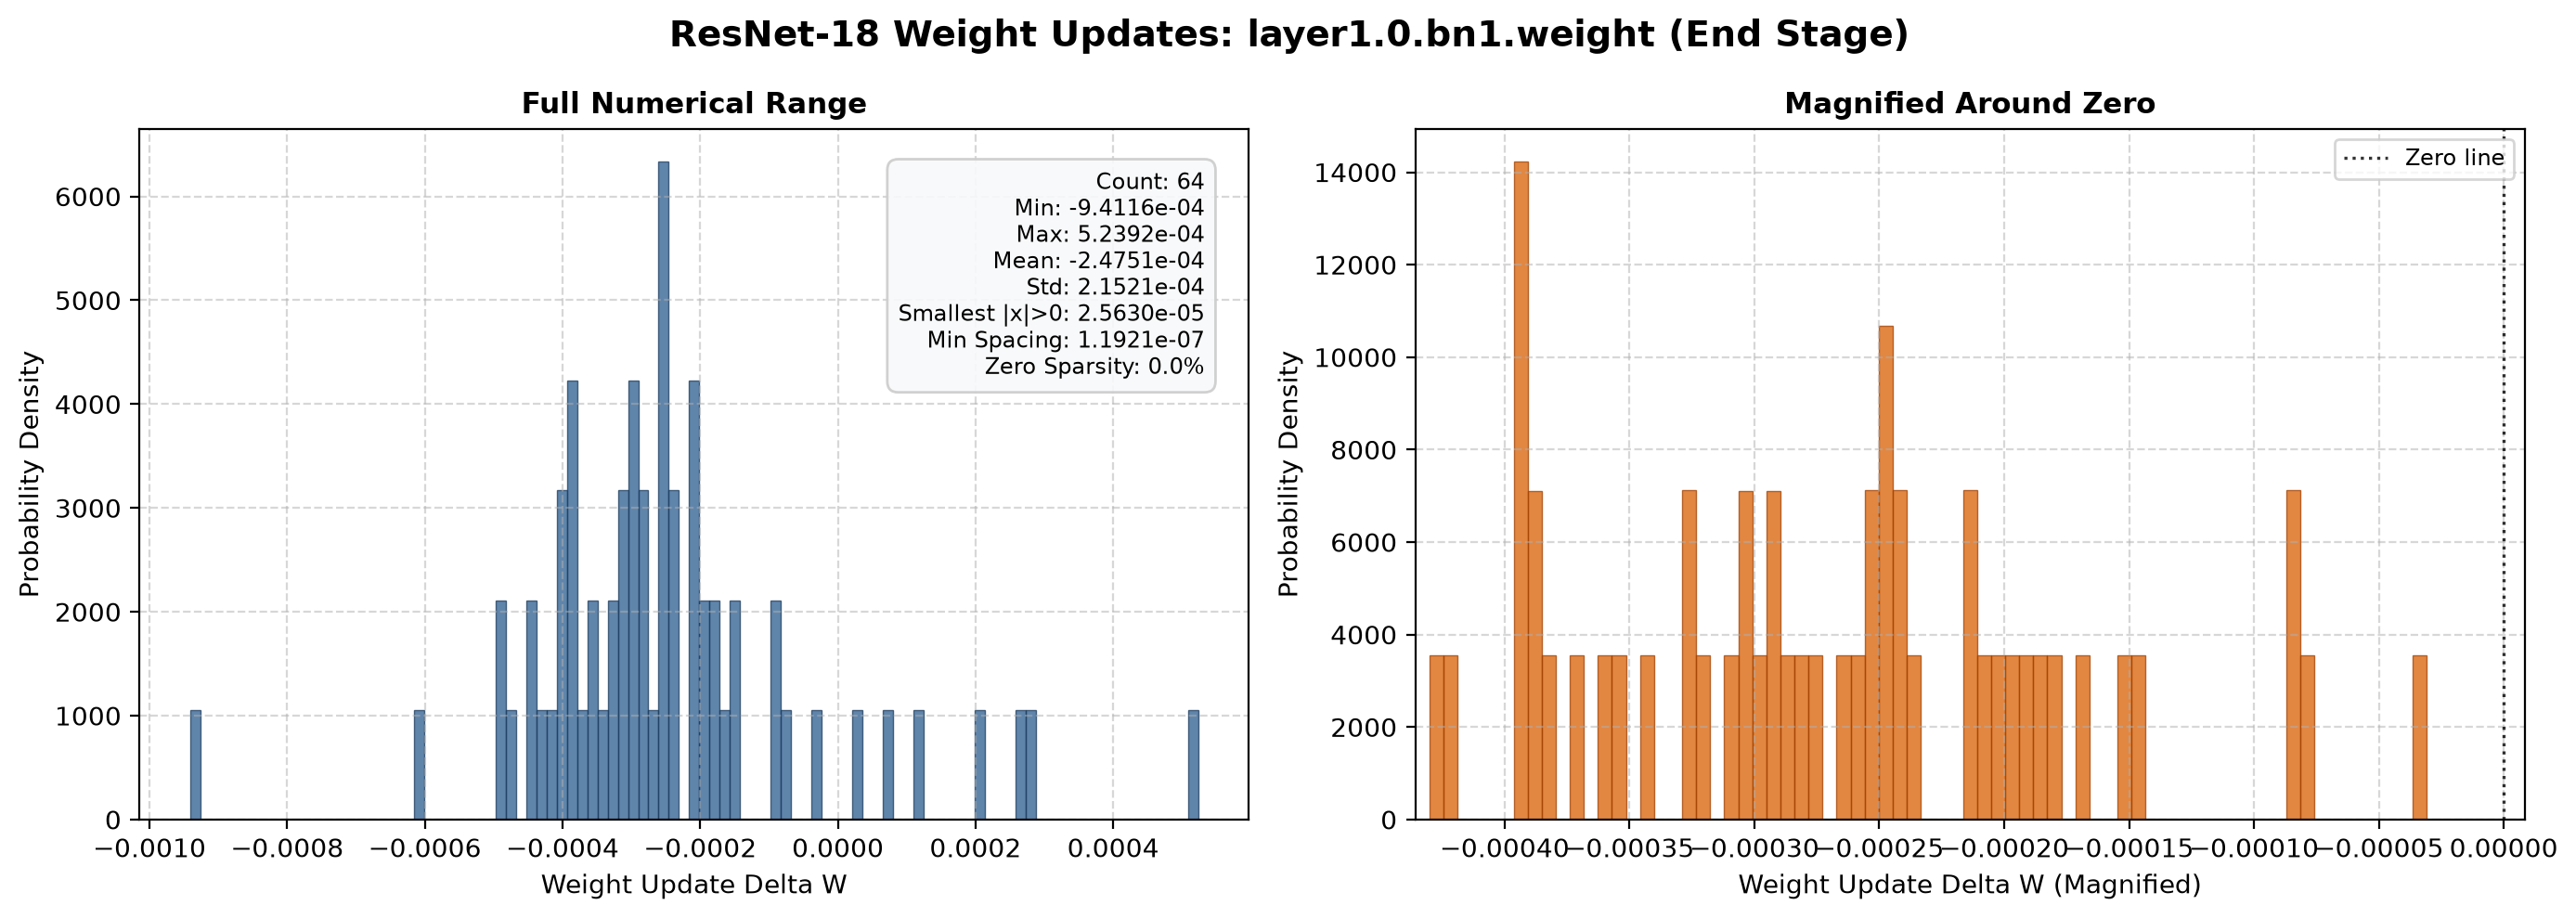 ResNet-18 Weight Updates: layer1.0.bn1.weight (End Stage)
Full Numerical Range
Probability Density
6000
5000
4000
3000
2000
1000
0
Count: 64
Min: -9.4116e-04
Max: 5.2392e-04
Mean: -2.4751e-04
Std: 2.1521e-04
Smallest |x|>0: 2.5630e-05
Min Spacing: 1.1921e-07
Zero Sparsity: 0.0%
−0.0010 −0.0008 −0.0006 −0.0004 −0.0002 0.0000 0.0002 0.0004
Weight Update Delta W
Magnified Around Zero
Probability Density
14000
12000
10000
8000
6000
4000
2000
0
Zero line
−0.00040 −0.00035 −0.00030 −0.00025 −0.00020 −0.00015 −0.00010 −0.00005 0.00000
Weight Update Delta W (Magnified)